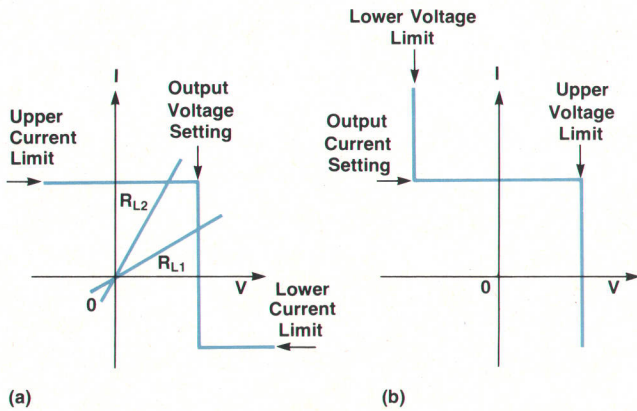 Lower Voltage
Limit
I
Output
Voltage
Setting
Upper
Current
Limit
RL2
RL1
0
V
Lower
Current
Limit
(a)
I
Upper
Voltage
Limit
Output
Current
Setting
0
V
(b)